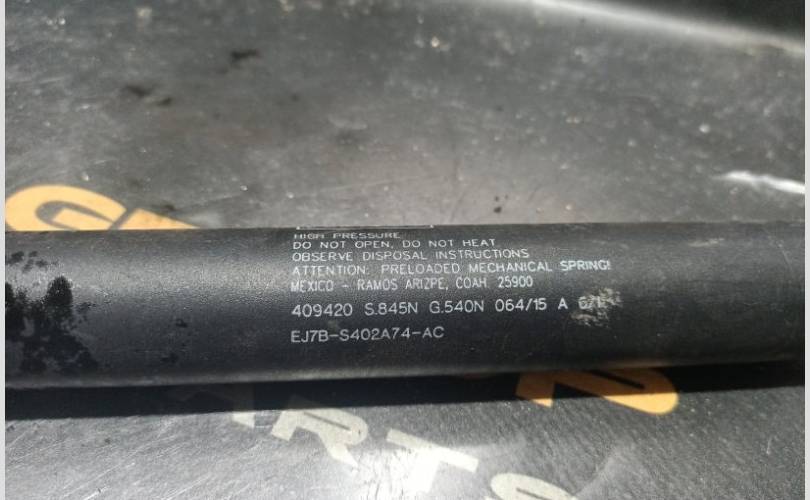 HIGH PRESSURE
DO NOT OPEN, DO NOT HEAT
OBSERVE DISPOSAL INSTRUCTIONS
ATTENTION: PRELOADED MECHANICAL SPRING!
MEXICO - RAMOS ARIZPE, COAH. 25900
409420 S.845N G.540N 064/15 A
EJ7B-S402A74-AC